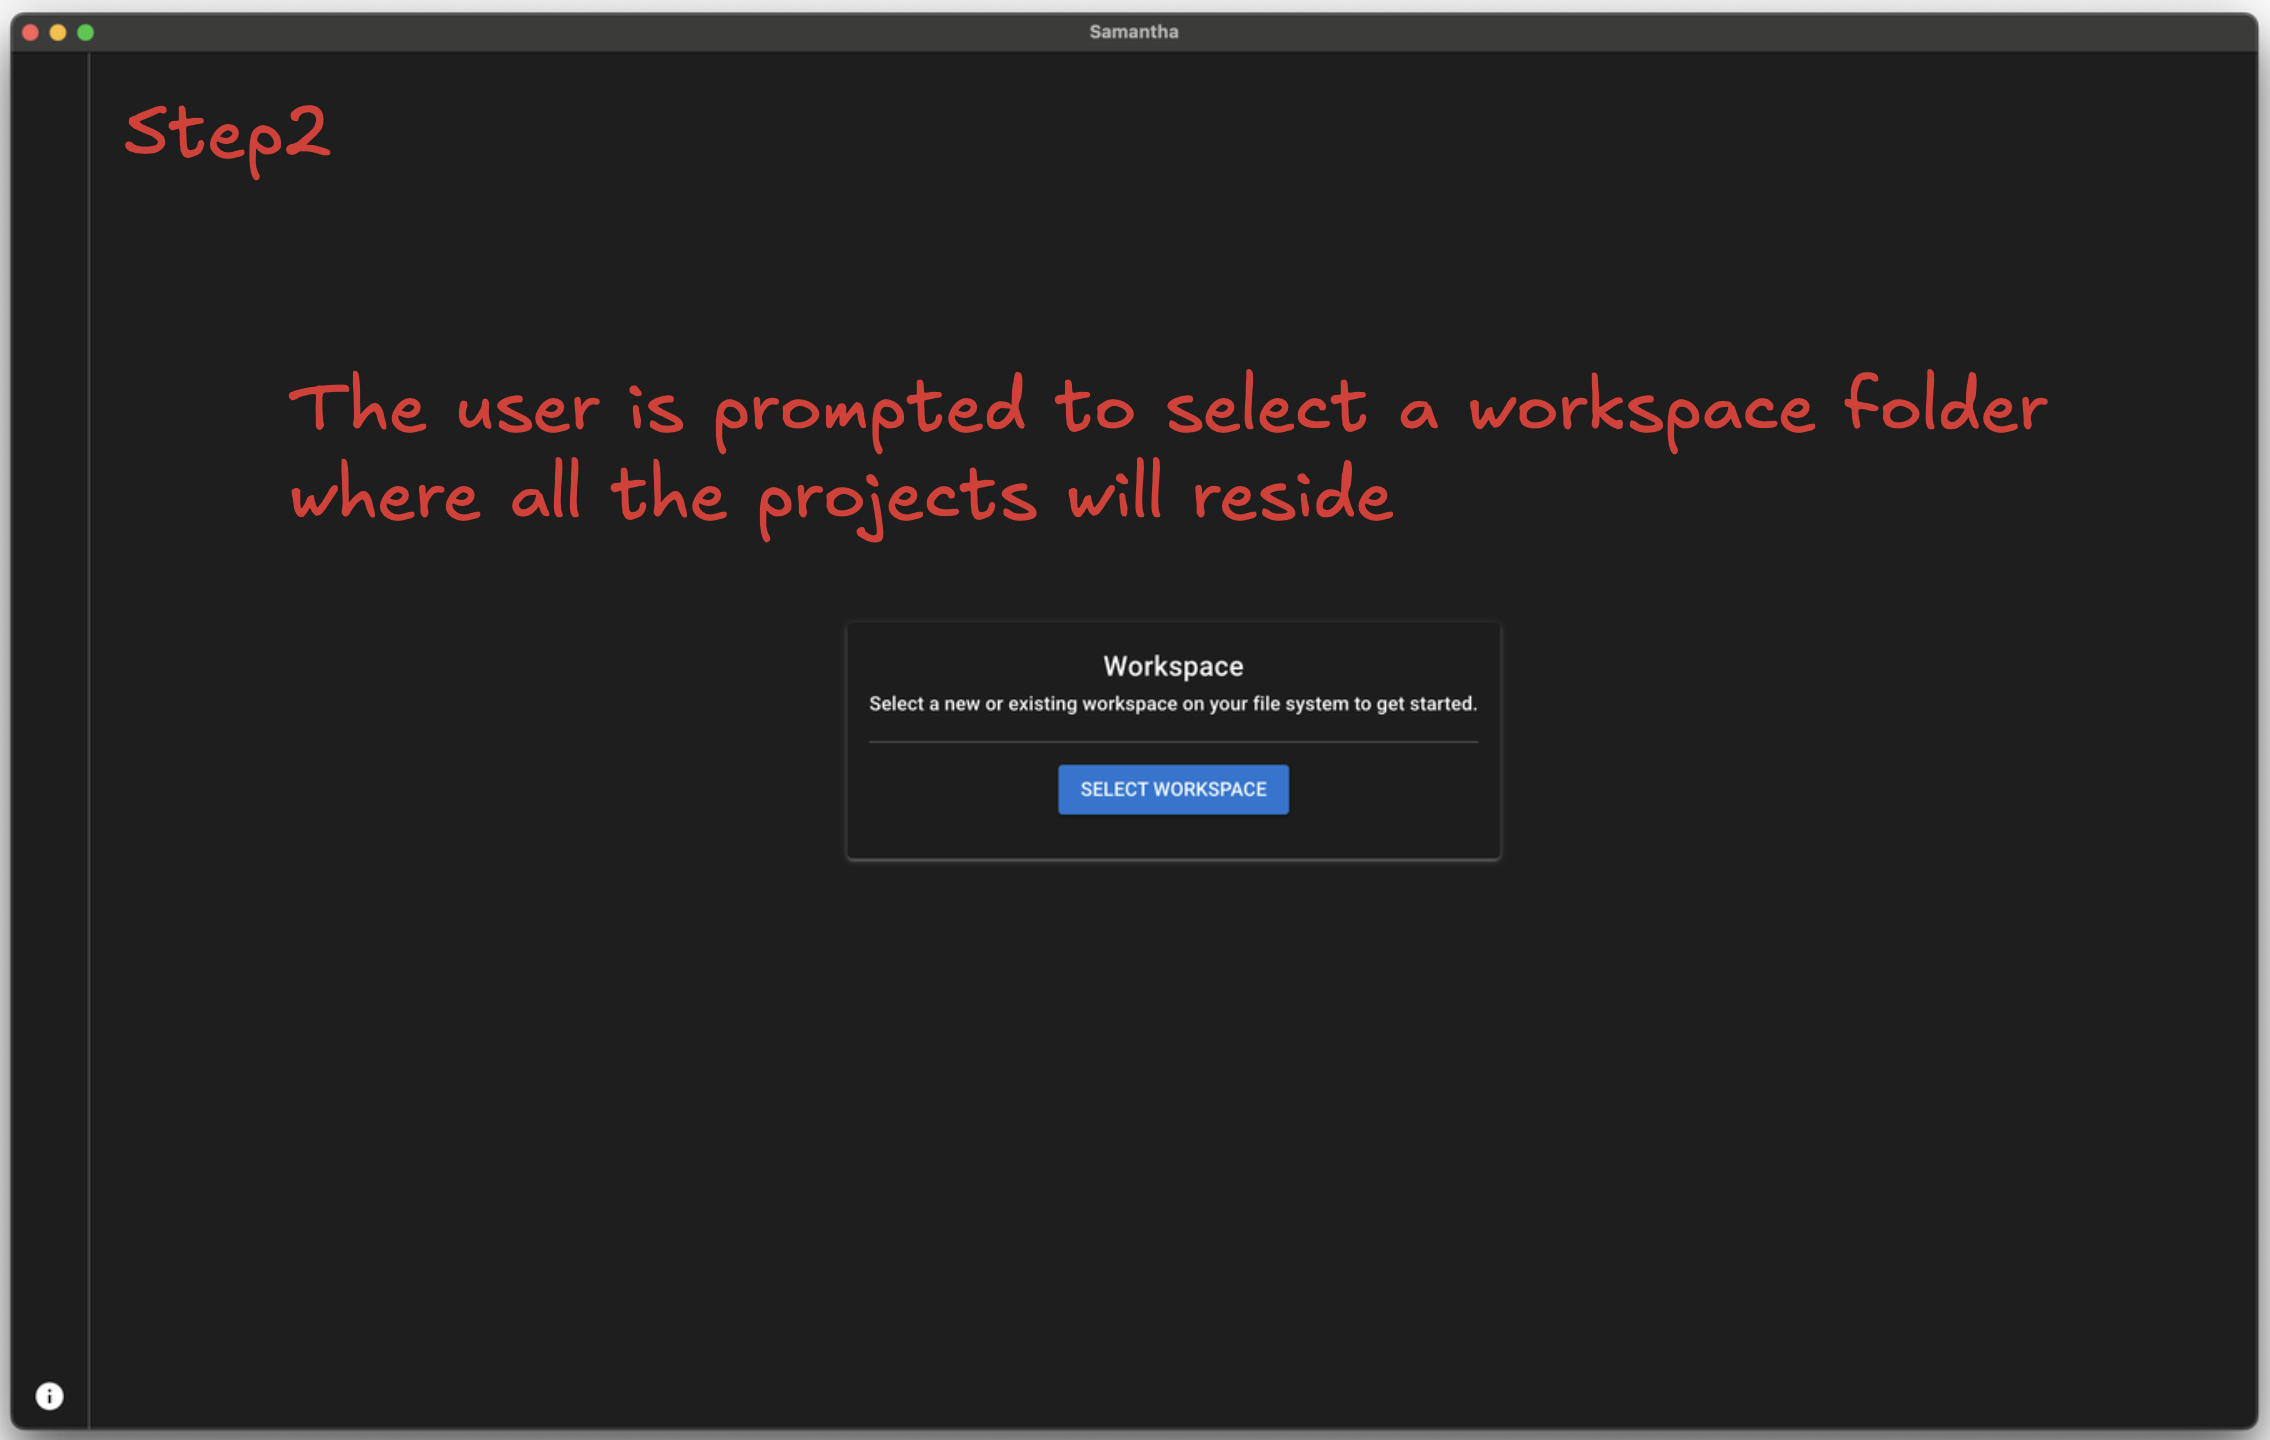 Samantha
Step2
The user is prompted to select a workspace folder
where all the projects will reside
Workspace
Select a new or existing workspace on your file system to get started.
SELECT WORKSPACE